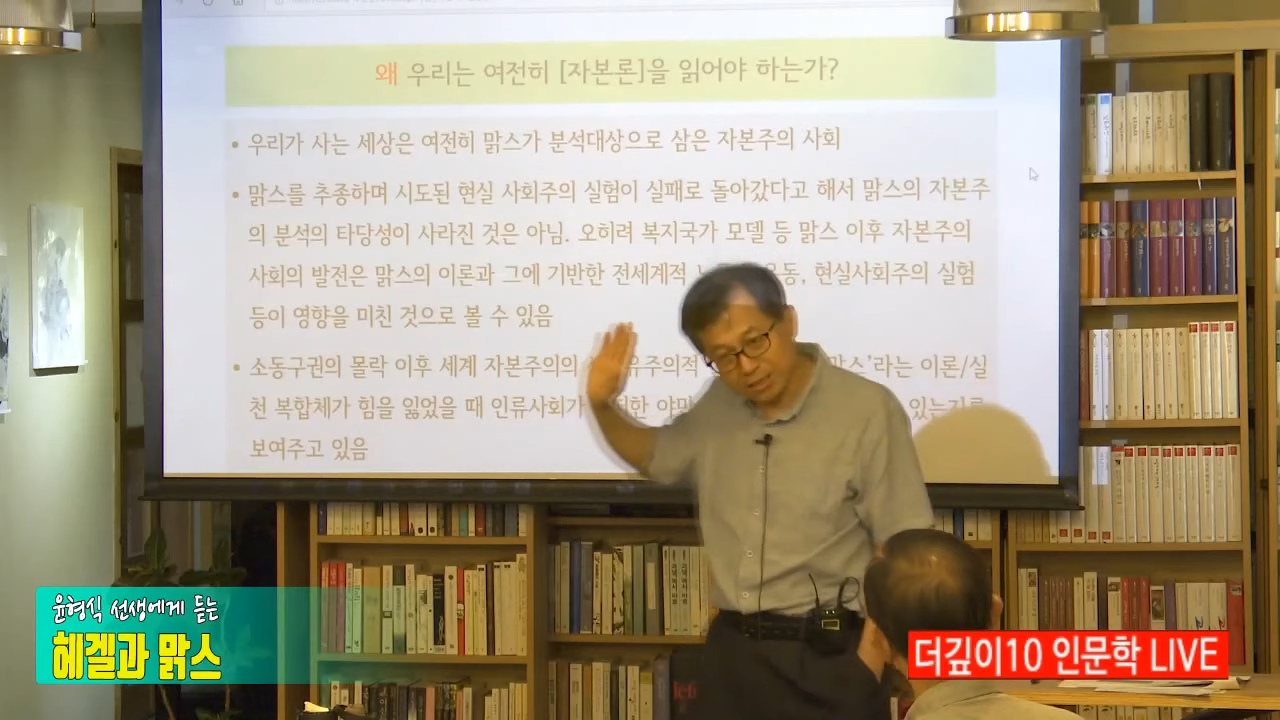 왜 우리는 여전히 [자본론]을 읽어야 하는가?
• 우리가 사는 세상은 여전히 맑스가 분석대상으로 삼은 자본주의 사회
• 맑스를 추종하며 시도된 현실 사회주의 실험이 실패로 돌아갔다고 해서 맑스의 자본주
의 분석의 타당성이 사라진 것은 아님. 오히려 복지국가 모델 등 맑스 이후 자본주의
사회의 발전은 맑스의 이론과 그에 기반한 전세계적 현실사회주의 실험
등이 영향을 미친 것으로 볼 수 있음
• 소동구권의 몰락 이후 세계 자본주의의 맑스'라는 이론/실
천 복합체가 힘을 잃었을 때 인류사회가 있는지를
보여주고 있음
윤형식 선생에게 듣는
헤겔과 맑스
더깊이10 인문학 LIVE